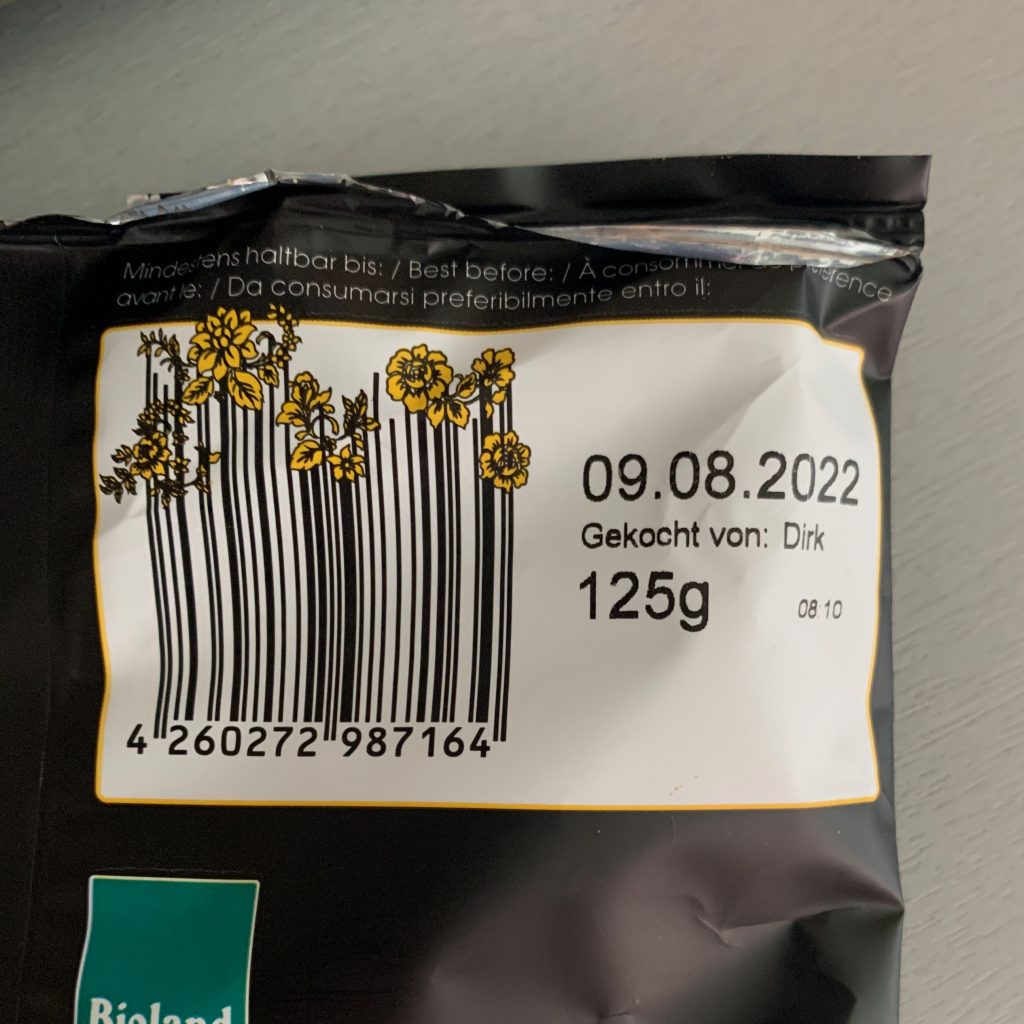 Mindestens haltbar bis: / Best before: / À consommer de préférence
avant le: / Da consumarsi preferibilmente entro il:
09.08.2022
Gekocht von: Dirk
125g
08:10
4 260272 987164
Bioland